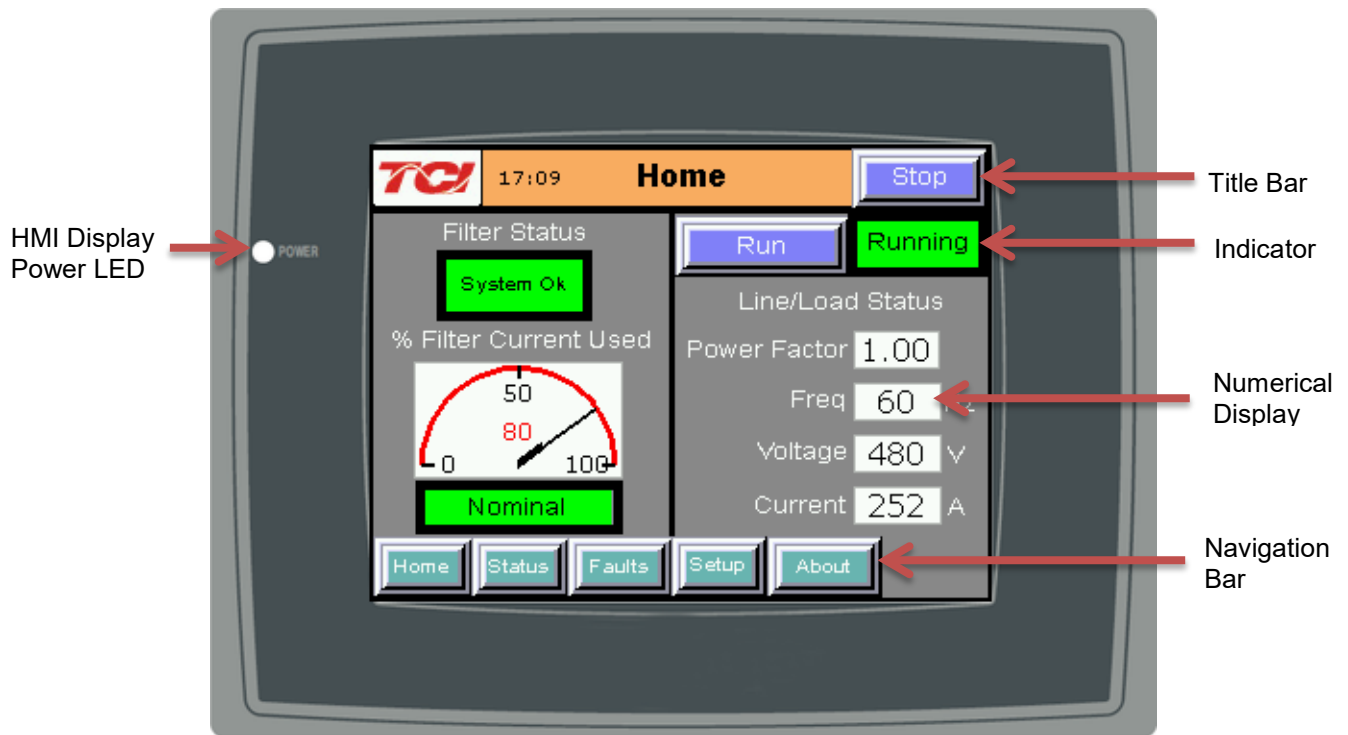 TCI
17:09
Home
Stop
Title Bar
HMI Display
Power LED
POWER
Filter Status
System Ok
Run
Running
Indicator
% Filter Current Used
50
80
0
100
Nominal
Line/Load Status
Power Factor 1.00
Freq 60 Hz
Numerical
Display
Voltage 480 V
Current 252 A
Home
Status
Faults
Setup
About
Navigation
Bar